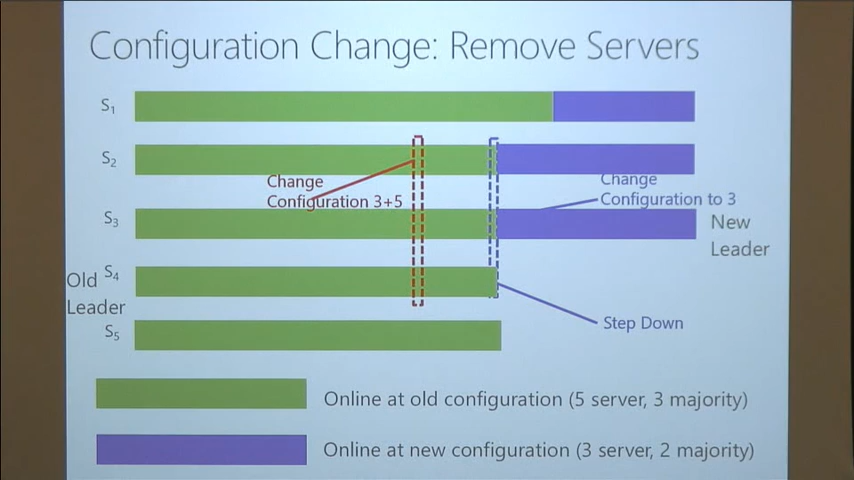 Configuration Change: Remove Servers
S1
S2
Change
Configuration 3+5
Change
Configuration to 3
S3
New
Leader
Old
Leader
S4
Step Down
S5
Online at old configuration (5 server, 3 majority)
Online at new configuration (3 server, 2 majority)